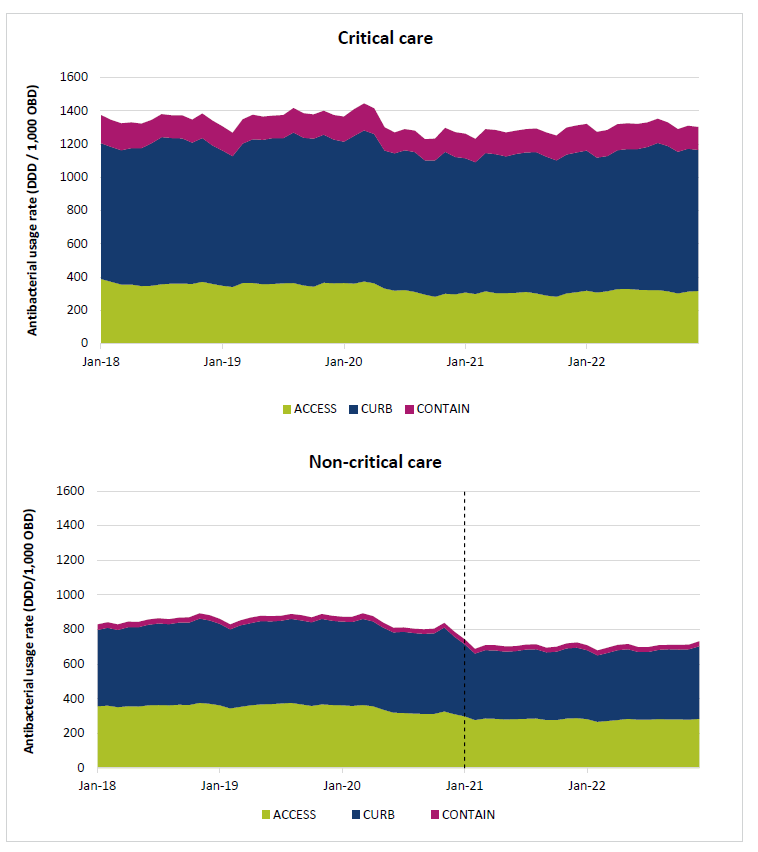 Critical care
Antibacterial usage rate (DDD / 1,000 OBD)
1600
1400
1200
1000
800
600
400
200
0
Jan-18 Jan-19 Jan-20 Jan-21 Jan-22
ACCESS CURB CONTAIN
Non-critical care
Antibacterial usage rate (DDD/1,000 OBD)
1600
1400
1200
1000
800
600
400
200
0
Jan-18 Jan-19 Jan-20 Jan-21 Jan-22
ACCESS CURB CONTAIN